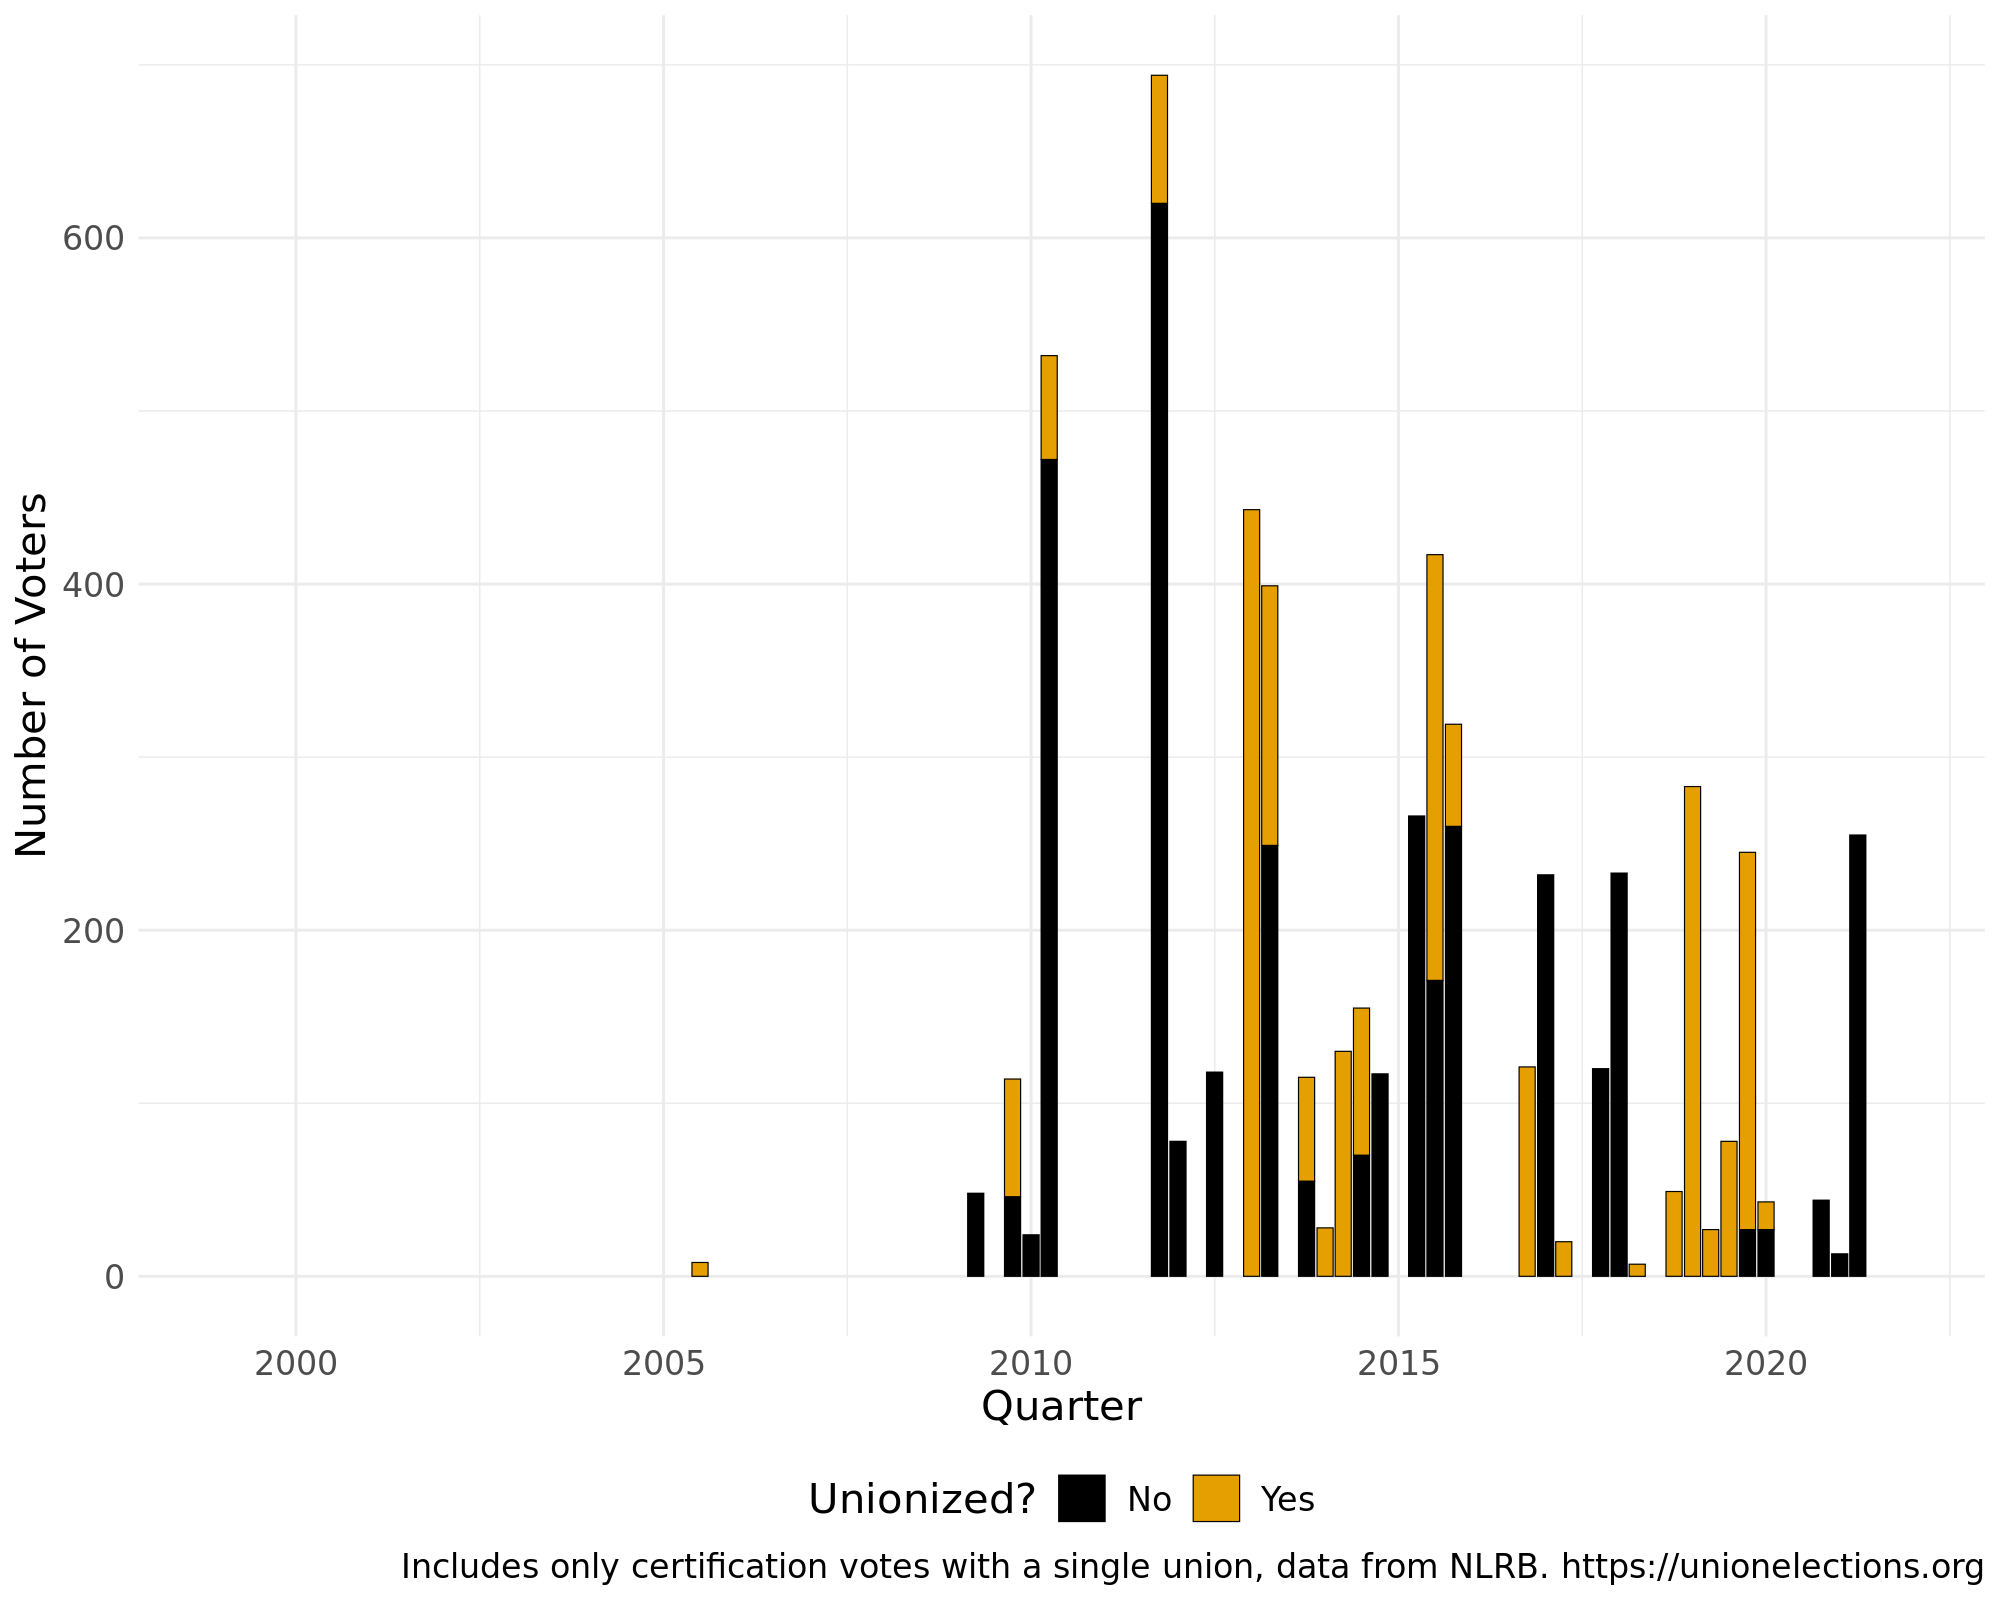 600
400
200
0
Number of Voters
2000 2005 2010 2015 2020
Quarter
Unionized? No Yes
Includes only certification votes with a single union, data from NLRB. https://unionelections.org